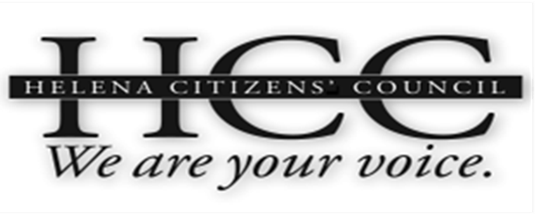 HCC
HELENA CITIZENS' COUNCIL
We are your voice.